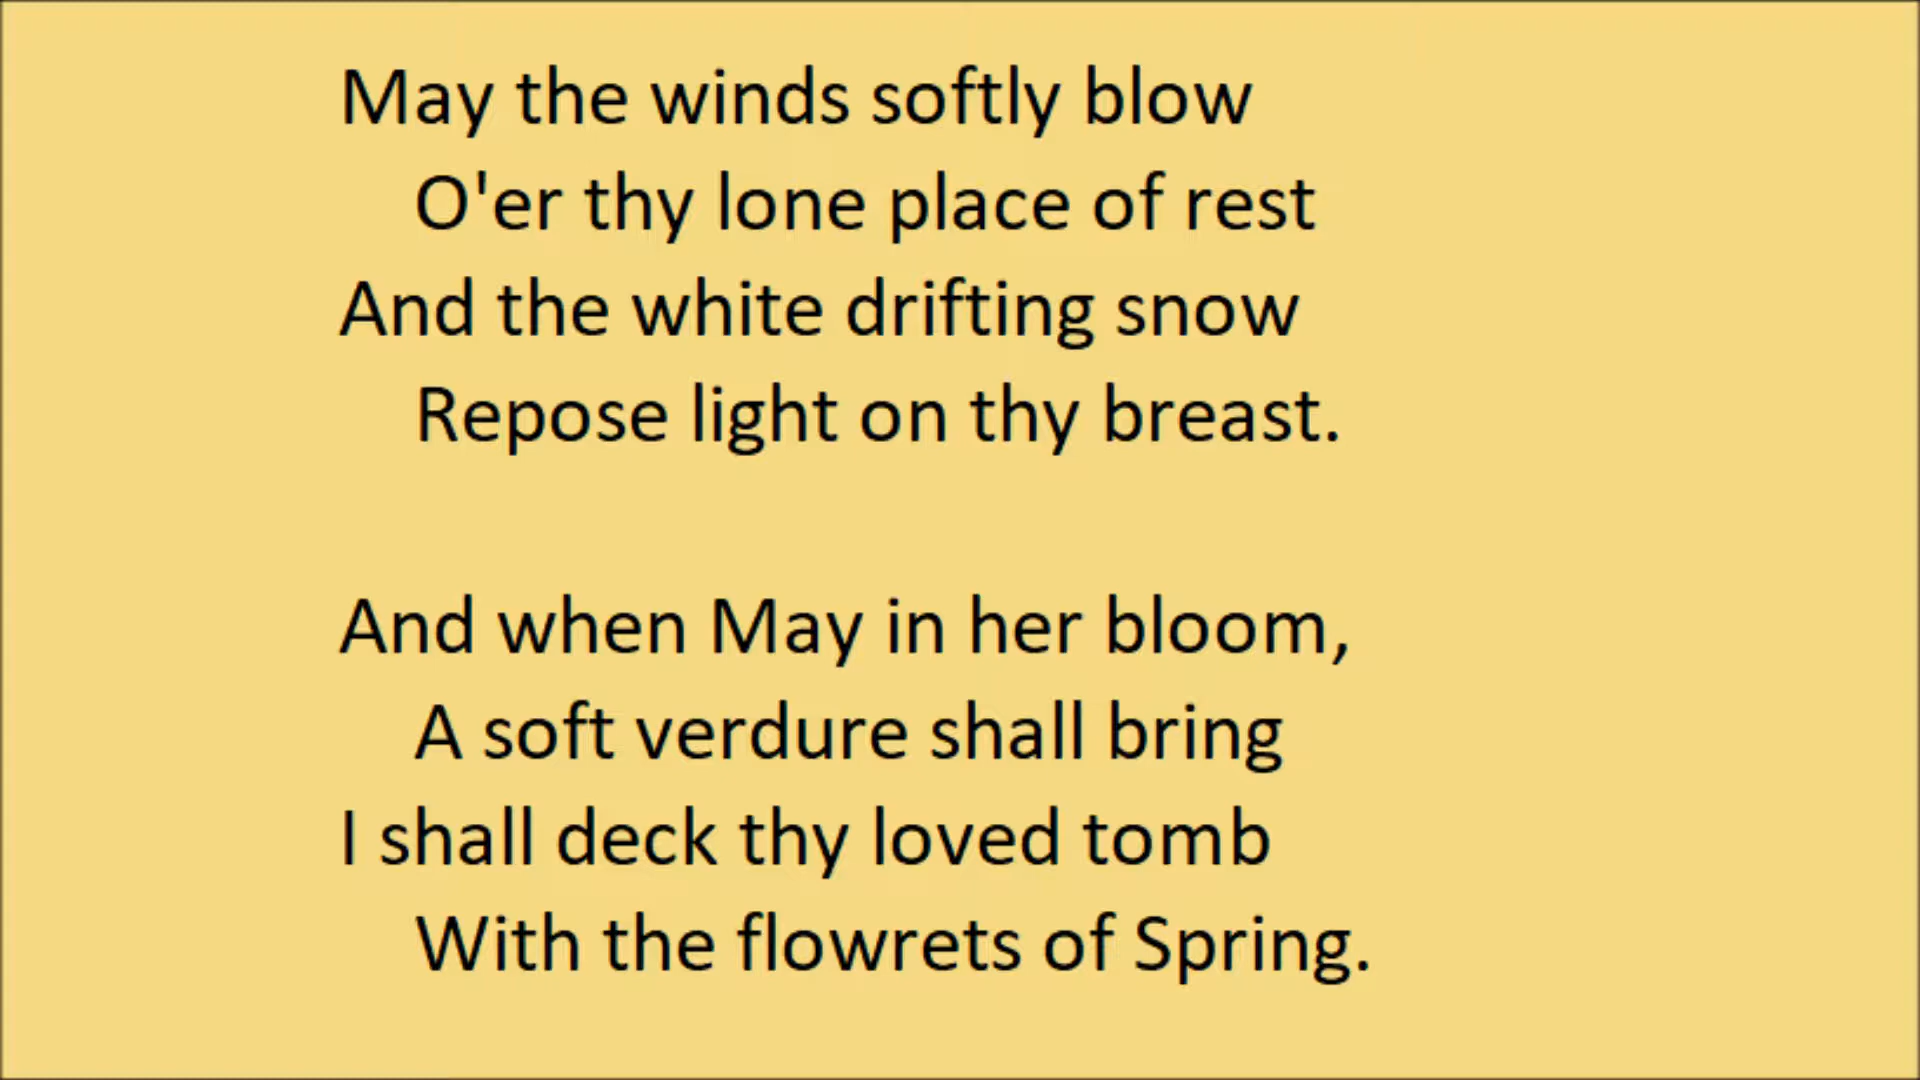 May the winds softly blow
O'er thy lone place of rest
And the white drifting snow
Repose light on thy breast.
And when May in her bloom,
A soft verdure shall bring
I shall deck thy loved tomb
With the flowrets of Spring.